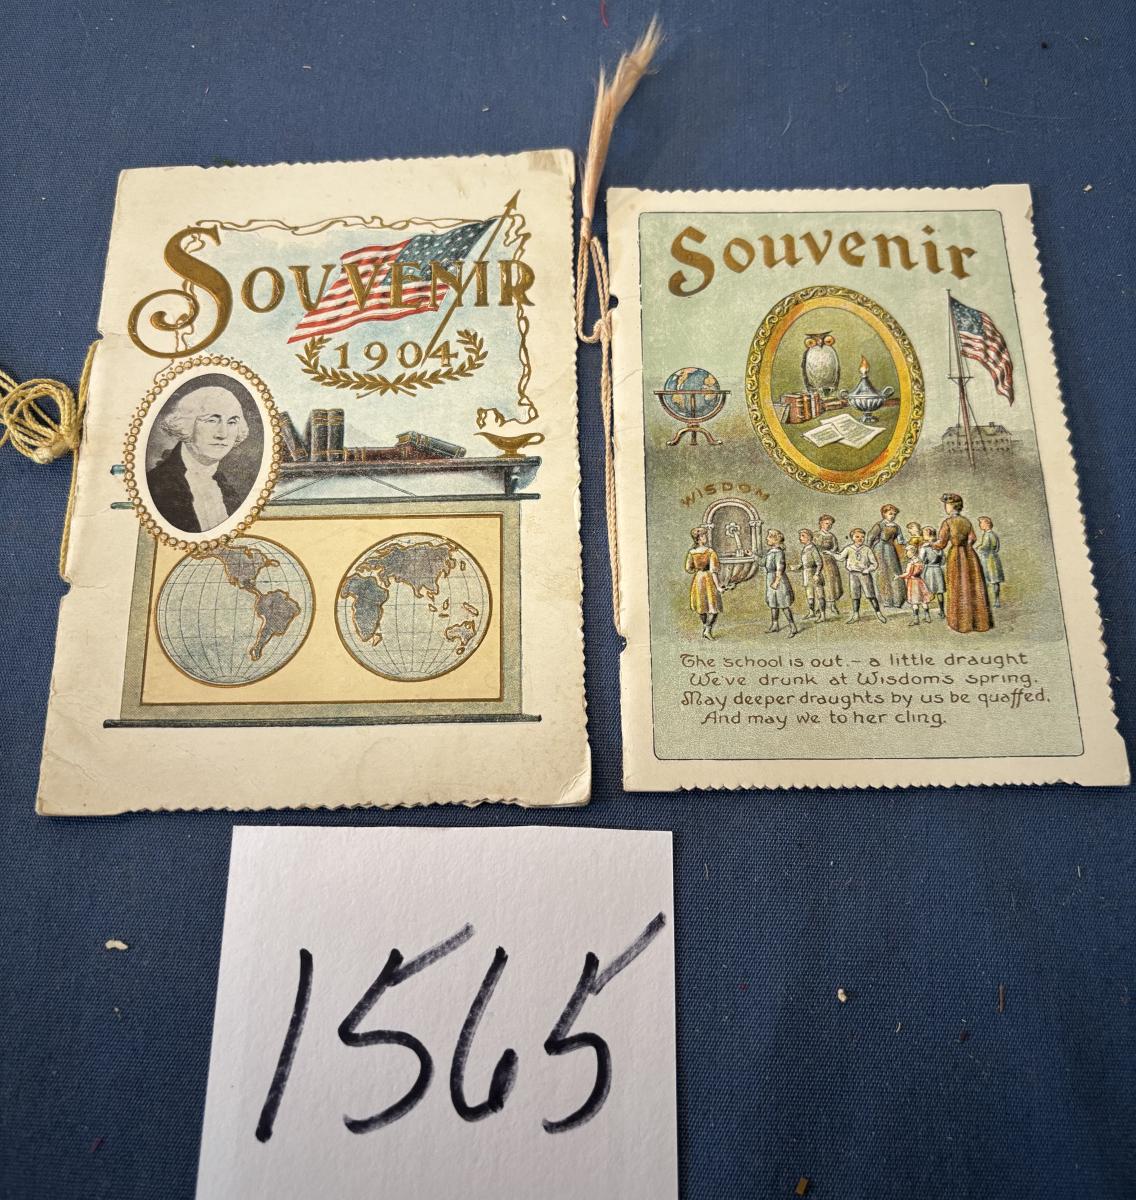 SOUVENIR
1904
Souvenir
WISDOM
The school is out.- a little draught
We've drunk at Wisdoms spring.
May deeper draughts by us be quaffed,
And may we to her cling.
1565